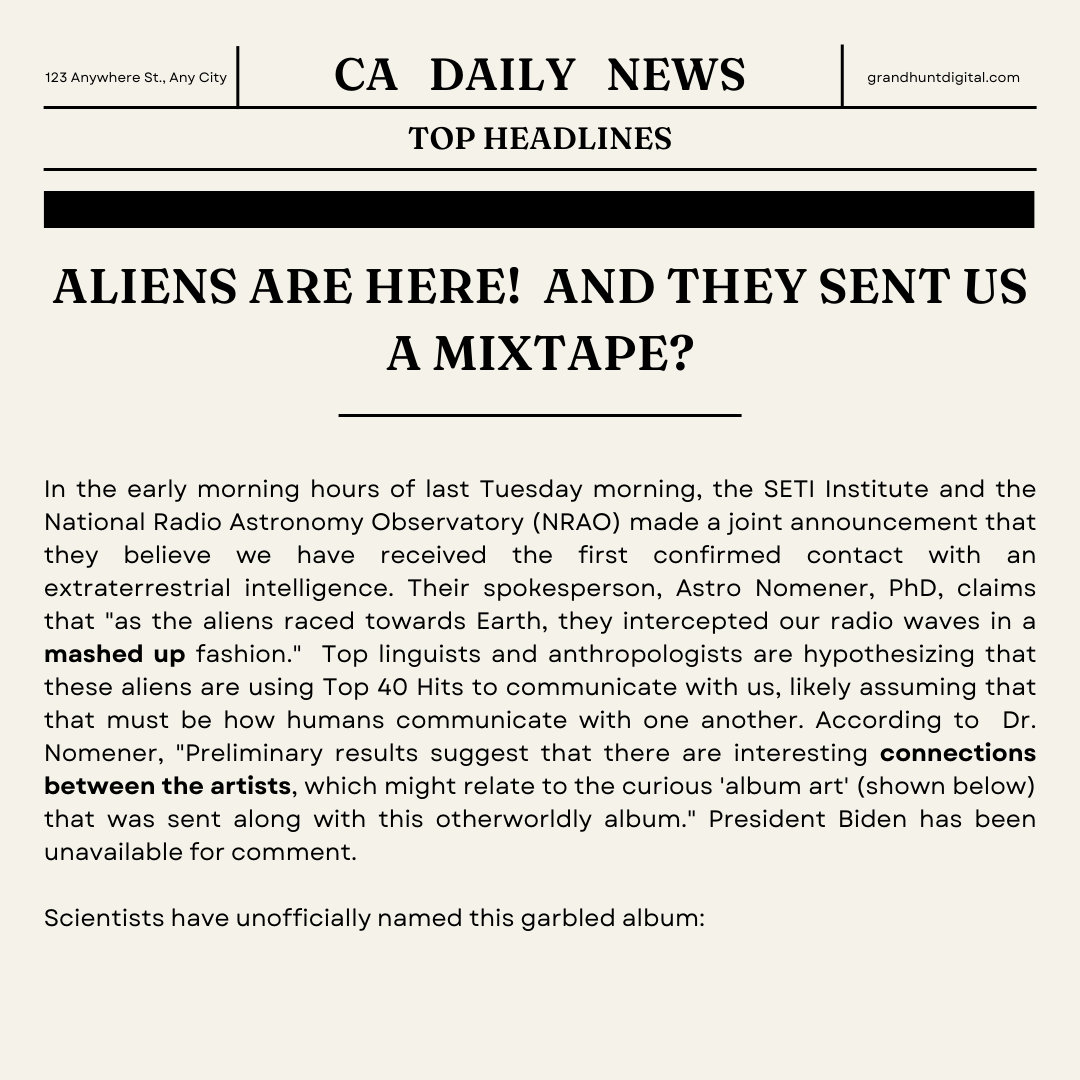 123 Anywhere St., Any City
CA DAILY NEWS
grandhuntdigital.com
TOP HEADLINES
ALIENS ARE HERE! AND THEY SENT US
A MIXTAPE?
In the early morning hours of last Tuesday morning, the SETI Institute and the
National Radio Astronomy Observatory (NRAO) made a joint announcement that
they believe we have received the first confirmed contact with an
extraterrestrial intelligence. Their spokesperson, Astro Nomener, PhD, claims
that "as the aliens raced towards Earth, they intercepted our radio waves in a
mashed up fashion." Top linguists and anthropologists are hypothesizing that
these aliens are using Top 40 Hits to communicate with us, likely assuming that
that must be how humans communicate with one another. According to Dr.
Nomener, "Preliminary results suggest that there are interesting connections
between the artists, which might relate to the curious 'album art' (shown below)
that was sent along with this otherworldly album." President Biden has been
unavailable for comment.
Scientists have unofficially named this garbled album: